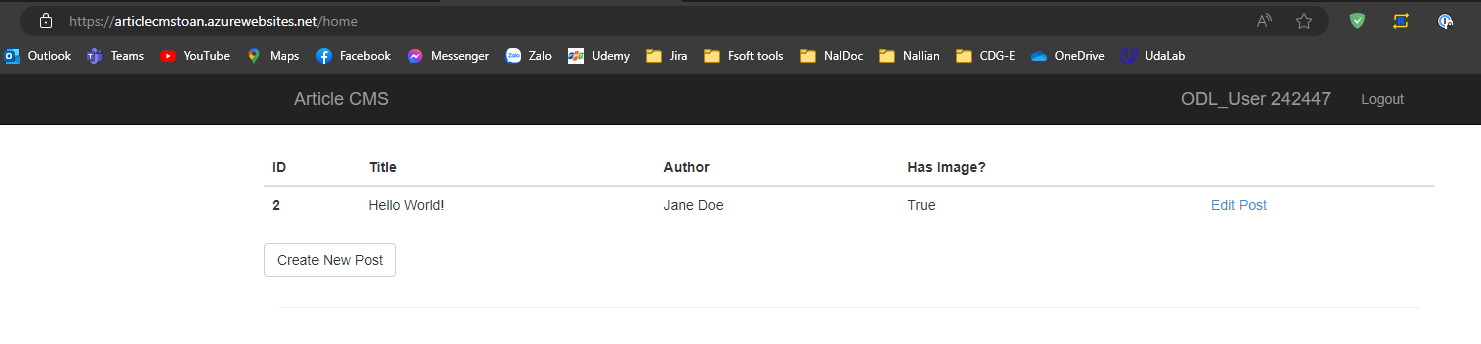 https://articlecmstoan.azurewebsites.net/home
Outlook Teams YouTube Maps Facebook Messenger Zalo Udemy Jira Fsoft tools NalDoc Nallian CDG-E OneDrive UdaLab
Article CMS ODL_User 242447 Logout
ID Title Author Has Image?
2 Hello World! Jane Doe True Edit Post
Create New Post